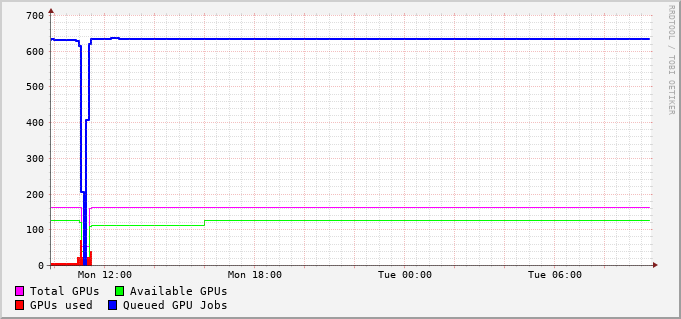 700
600
500
400
300
200
100
0
Mon 12:00 Mon 18:00 Tue 00:00 Tue 06:00
Total GPUs Available GPUs
GPUs used Queued GPU Jobs
RRDTOOL / TOBI OETIKER